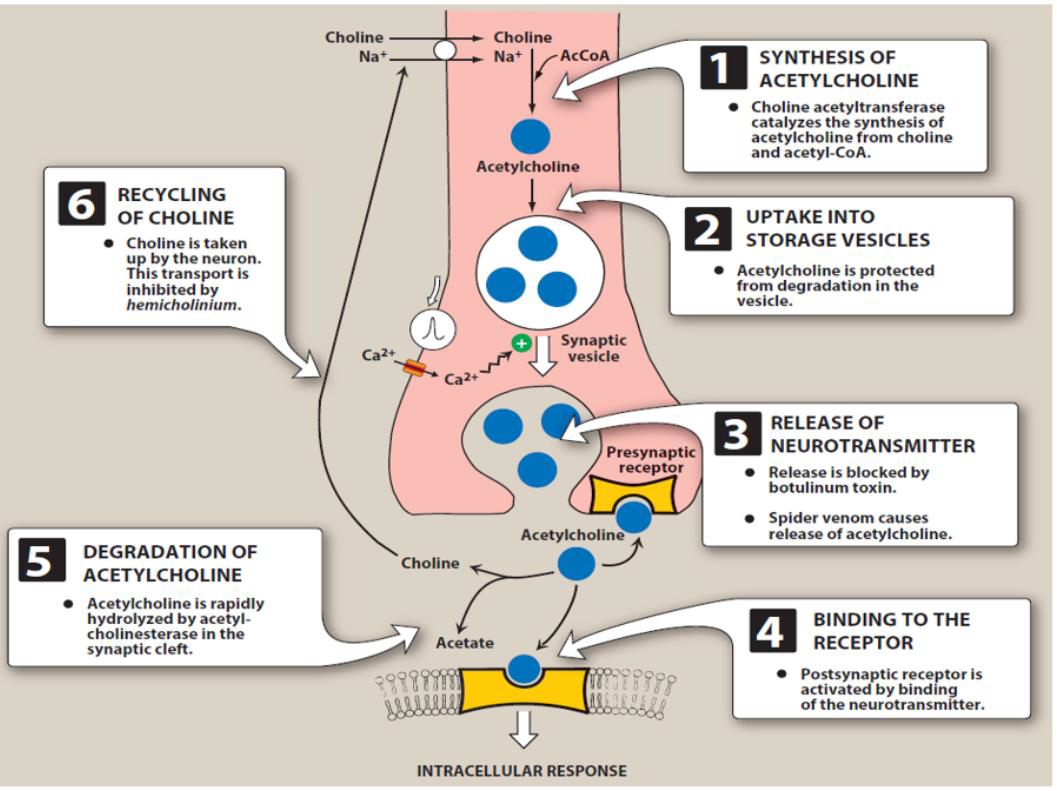 Choline
Na+
Choline
Na+
AcCoA
1
SYNTHESIS OF
ACETYLCHOLINE
• Choline acetyltransferase
catalyzes the synthesis of
acetylcholine from choline
and acetyl-CoA.
Acetylcholine
2
UPTAKE INTO
STORAGE VESICLES
• Acetylcholine is protected
from degradation in the
vesicle.
6
RECYCLING
OF CHOLINE
• Choline is taken
up by the neuron.
This transport is
inhibited by
hemicholinium.
Ca2+
Ca2+
+
Synaptic
vesicle
3
RELEASE OF
NEUROTRANSMITTER
• Release is blocked by
botulinum toxin.
• Spider venom causes
release of acetylcholine.
Presynaptic
receptor
Acetylcholine
Choline
Acetate
5
DEGRADATION OF
ACETYLCHOLINE
• Acetylcholine is rapidly
hydrolyzed by acetyl-
cholinesterase in the
synaptic cleft.
4
BINDING TO THE
RECEPTOR
• Postsynaptic receptor is
activated by binding
of the neurotransmitter.
INTRACELLULAR RESPONSE